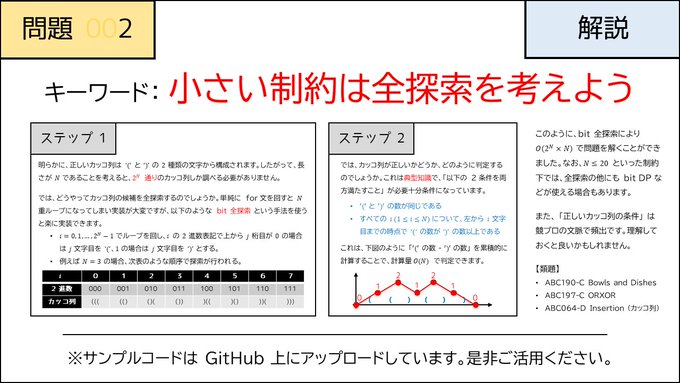 問題 002
解説
キーワード: 小さい制約は全探索を考えよう
ステップ 1
明らかに、正しいカッコ列は '(' と ')' の 2 種類の文字から構成されます。したがって、長
さが N であることを考えると、2^N 通りのカッコ列しか調べる必要がありません。
では、どうやってカッコ列の候補を全探索するのでしょうか。単純に for 文を回すと N
重ループになってしまい実装が大変ですが、以下のような bit 全探索 という手法を使う
と楽に実装できます。
• i = 0, 1, ..., 2^N − 1 でループを回し、i の 2 進数表記で上から j 桁目が 0 の場合
は j 文字目を '('、1 の場合は j 文字目を ')' とする。
• 例えば N = 3 の場合、次のような順序で探索が行われる。
i 0 1 2 3 4 5 6 7
2 進数 000 001 010 011 100 101 110 111
カッコ列 ((( (() ()( ()) )(( )() ))( )))
ステップ 2
では、カッコ列が正しいかどうか、どのように判定する
のでしょうか。これは典型知識で、「以下の 2 条件を両
方満たすこと」が必要十分条件になっています。
• '(' と ')' の数が同じである
• すべての i (1 ≤ i ≤ N) について、左から i 文字
目までの時点で '(' の数が ')' の数以上である
これは、下図のように「'(' の数 - ')' の数」を累積的に
計算することで、計算量 O(N) で判定できます。
0 1 2 1 2 1 0
( ( ) ( ) )
このように、bit 全探索により
O(2^N × N) で問題を解くことができ
ました。なお、N ≤ 20 といった制約
下では、全探索の他にも bit DP な
どが使える場合もあります。
また、「正しいカッコ列の条件」は
競プロの文脈で頻出です。理解して
おくと良いかもしれません。
【類題】
• ABC190-C Bowls and Dishes
• ABC197-C ORXOR
• ABC064-D Insertion (カッコ列)
※サンプルコードは GitHub 上にアップロードしています。是非ご活用ください。